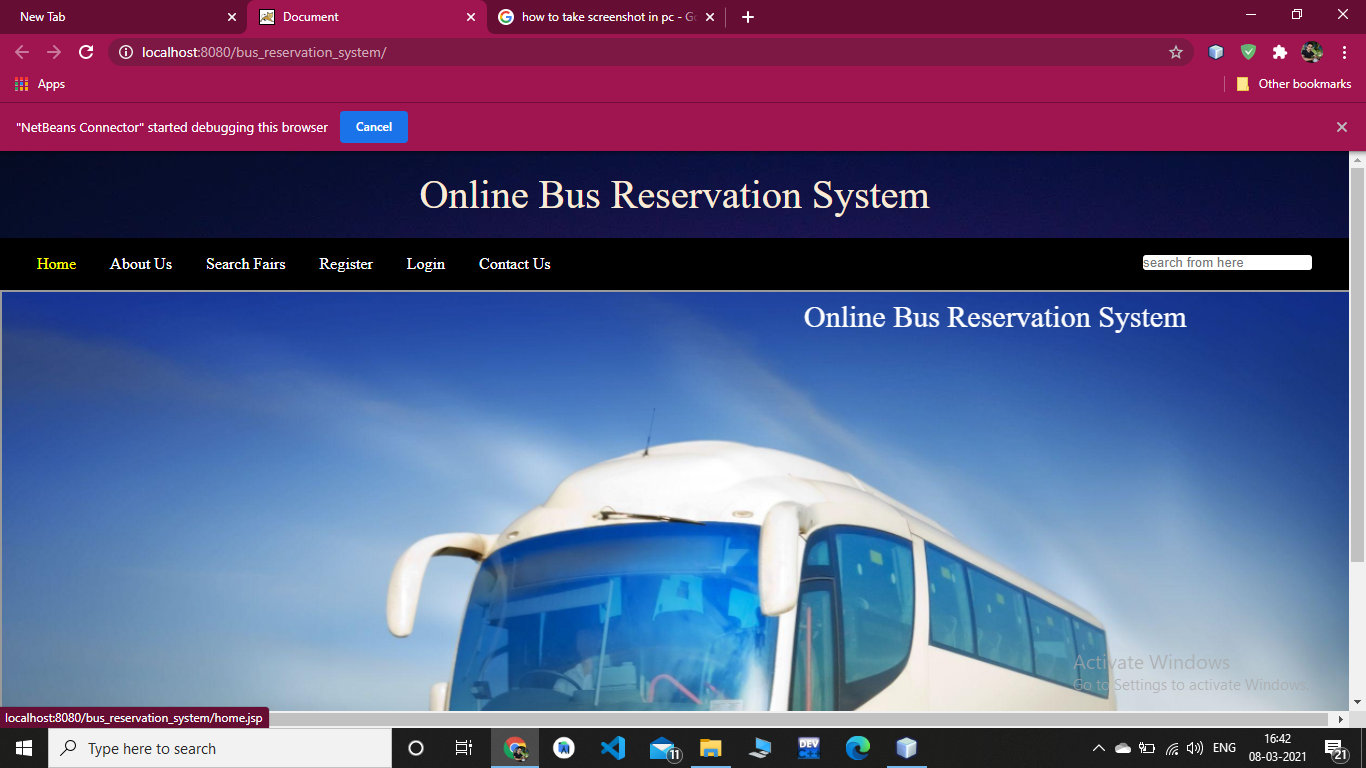 New Tab
Document
how to take screenshot in pc - G
localhost:8080/bus_reservation_system/
Apps
Other bookmarks
"NetBeans Connector" started debugging this browser
Cancel
Online Bus Reservation System
Home About Us Search Fairs Register Login Contact Us
search from here
Online Bus Reservation System
Activate Windows
Go to Settings to activate Windows.
localhost:8080/bus_reservation_system/home.jsp
Type here to search
11
DEV
ENG
16:42
08-03-2021
21